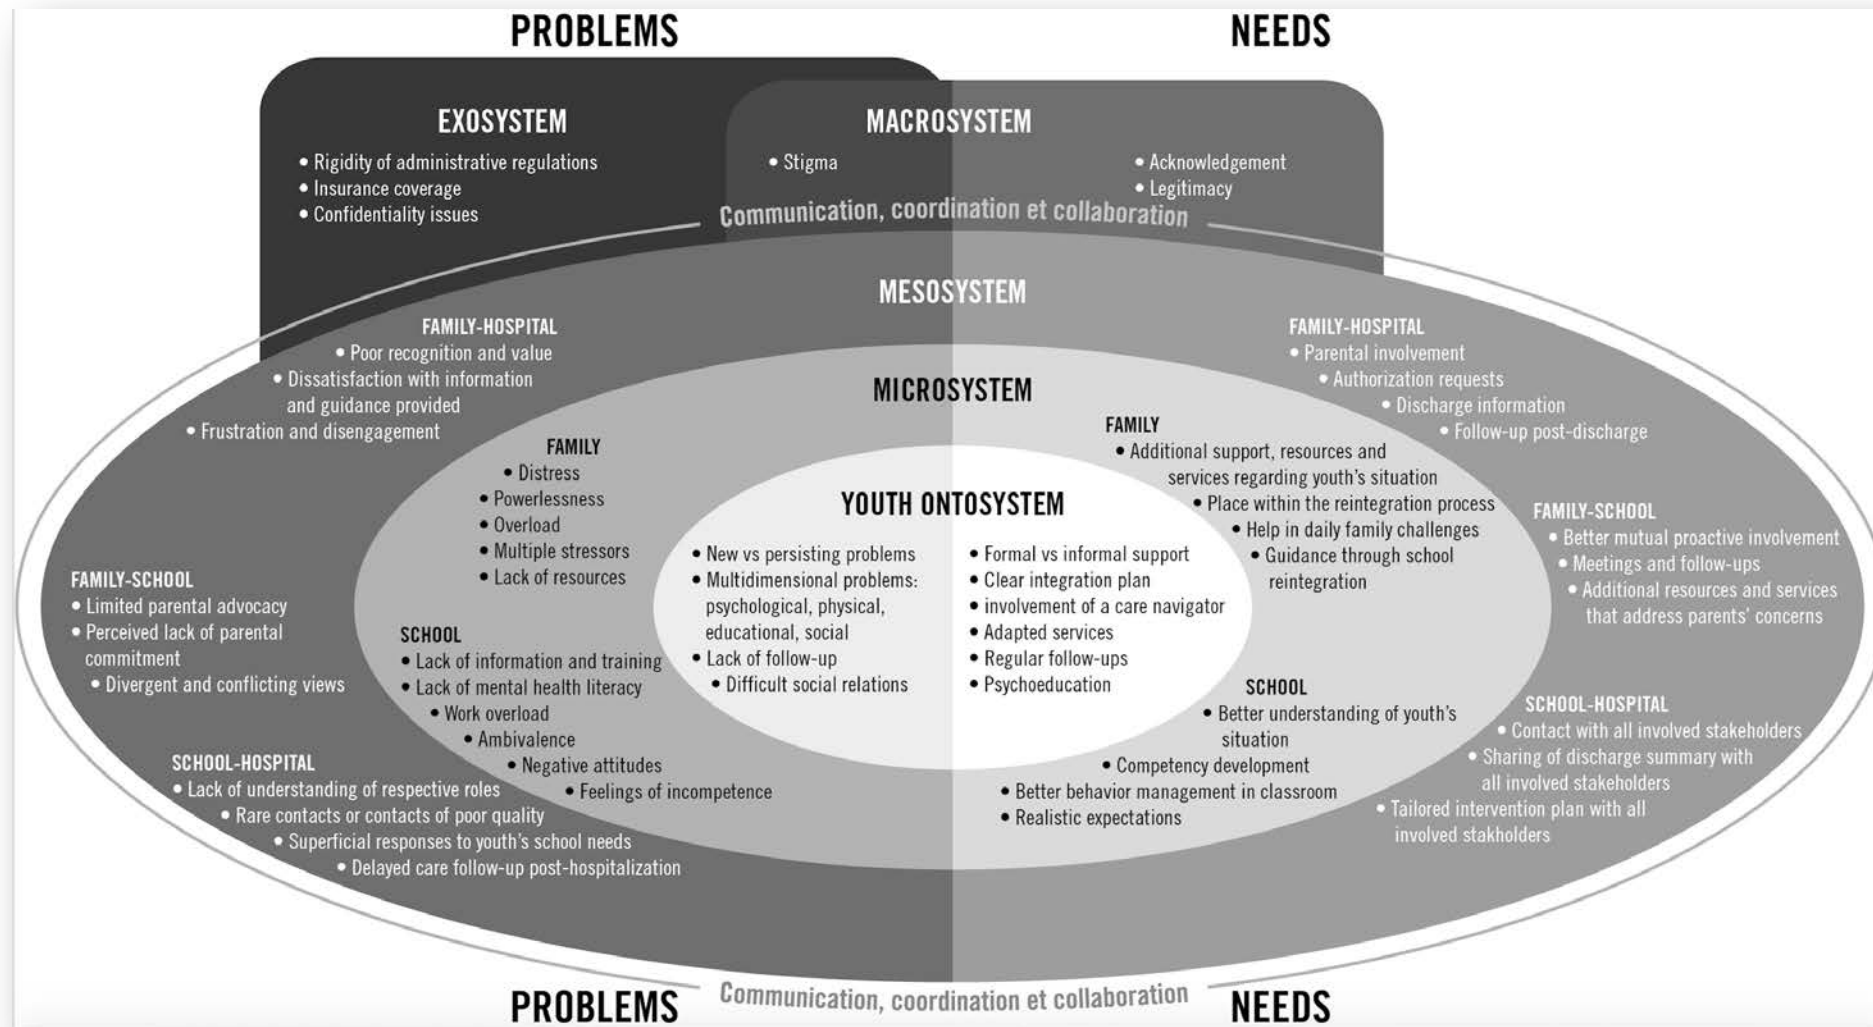 PROBLEMS
NEEDS
EXOSYSTEM
• Rigidity of administrative regulations
• Insurance coverage
• Confidentiality issues
MACROSYSTEM
• Stigma
• Acknowledgement
• Legitimacy
Communication, coordination et collaboration
MESOSYSTEM
FAMILY-HOSPITAL
• Poor recognition and value
• Dissatisfaction with information
and guidance provided
• Frustration and disengagement
FAMILY-SCHOOL
• Limited parental advocacy
• Perceived lack of parental
commitment
• Divergent and conflicting views
SCHOOL-HOSPITAL
• Lack of understanding of respective roles
• Rare contacts or contacts of poor quality
• Superficial responses to youth's school needs
• Delayed care follow-up post-hospitalization
FAMILY-HOSPITAL
• Parental involvement
• Authorization requests
• Discharge information
• Follow-up post-discharge
FAMILY-SCHOOL
• Better mutual proactive involvement
• Meetings and follow-ups
• Additional resources and services
that address parents' concerns
SCHOOL-HOSPITAL
• Contact with all involved stakeholders
• Sharing of discharge summary with
all involved stakeholders
• Tailored intervention plan with all
involved stakholders
MICROSYSTEM
FAMILY
• Distress
• Powerlessness
• Overload
• Multiple stressors
• Lack of resources
SCHOOL
• Lack of information and training
• Lack of mental health literacy
• Work overload
• Ambivalence
• Negative attitudes
• Feelings of incompetence
FAMILY
• Additional support, resources and
services regarding youth's situation
• Place within the reintegration process
• Help in daily family challenges
• Guidance through school
reintegration
SCHOOL
• Better understanding of youth's
situation
• Competency development
• Better behavior management in classroom
• Realistic expectations
YOUTH ONTOSYSTEM
• New vs persisting problems
• Multidimensional problems:
psychological, physical,
educational, social
• Lack of follow-up
• Difficult social relations
• Formal vs informal support
• Clear integration plan
• involvement of a care navigator
• Adapted services
• Regular follow-ups
• Psychoeducation
Communication, coordination et collaboration
PROBLEMS
NEEDS